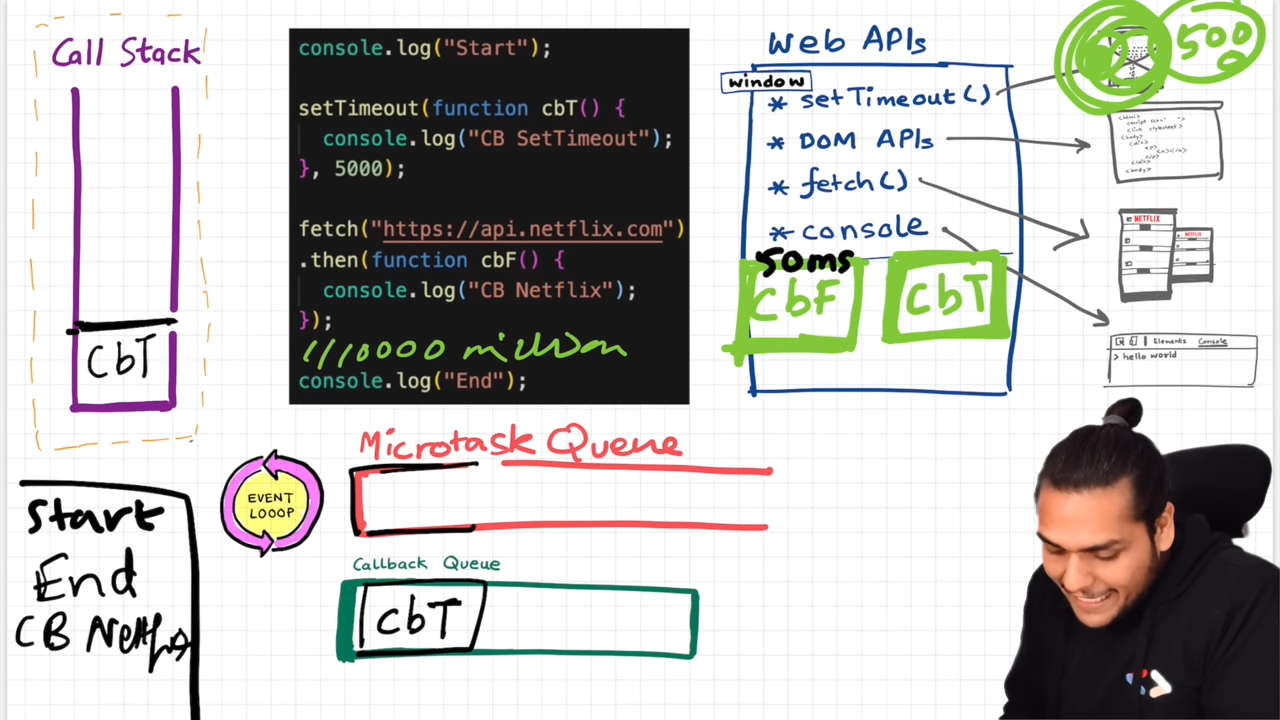 Call Stack
CbT
console.log("Start");
setTimeout(function cbT() {
console.log("CB SetTimeout");
}, 5000);
fetch("https://api.netflix.com")
.then(function cbF() {
console.log("CB Netflix");
});
1/10000 million
console.log("End");
Web APIs
window
* setTimeout()
* DOM APIs
* fetch()
* console
50ms
CbF
CbT
500
NETFLIX
NETFLIX
Elements Console
> hello world
EVENT
LOOOP
Microtask Queue
Callback Queue
CbT
Start
End
CB